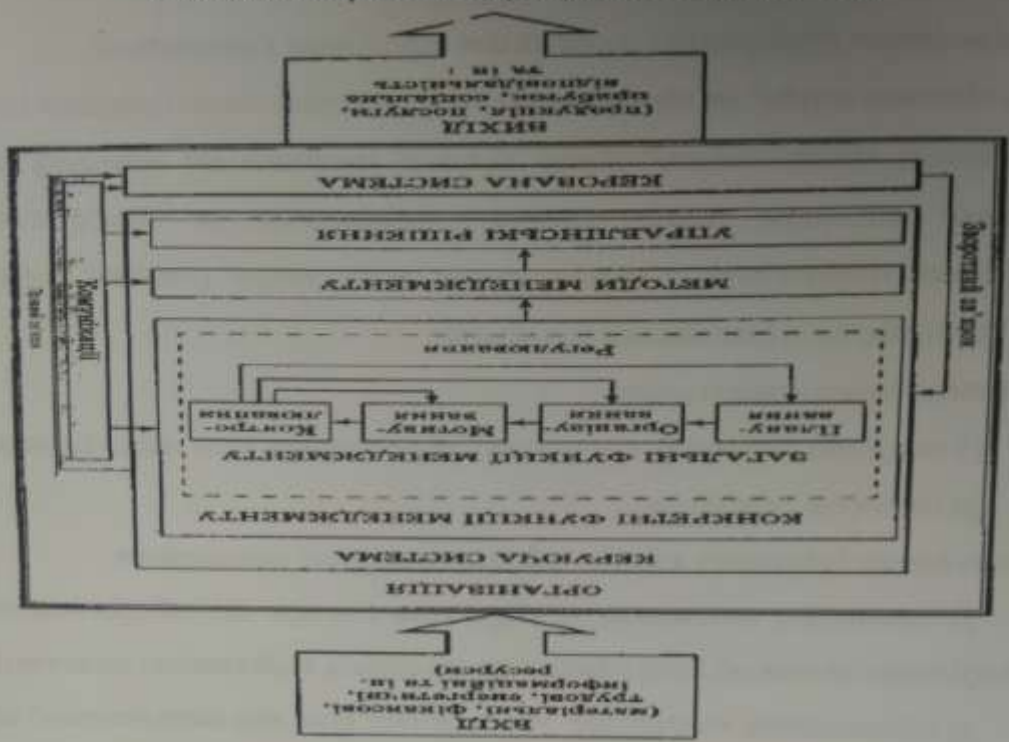 ВХІД
(матеріальні, фінансові,
трудові, енергетичні,
інформаційні та ін.
ресурси)
ОРГАНІЗАЦІЯ
КЕРУЮЧА СИСТЕМА
КОНКРЕТНІ ФУНКЦІЇ МЕНЕДЖМЕНТУ
ЗАГАЛЬНІ ФУНКЦІЇ МЕНЕДЖМЕНТУ
Плану-
вання
Організу-
вання
Мотиву-
вання
Контро-
лювання
Регулювання
МЕТОДИ МЕНЕДЖМЕНТУ
УПРАВЛІНСЬКІ РІШЕННЯ
КЕРОВАНА СИСТЕМА
Зворотний зв'язок
Комунікації
ВИХІД
(продукція, послуги,
прибуток, соціальна
відповідальність
та ін.)